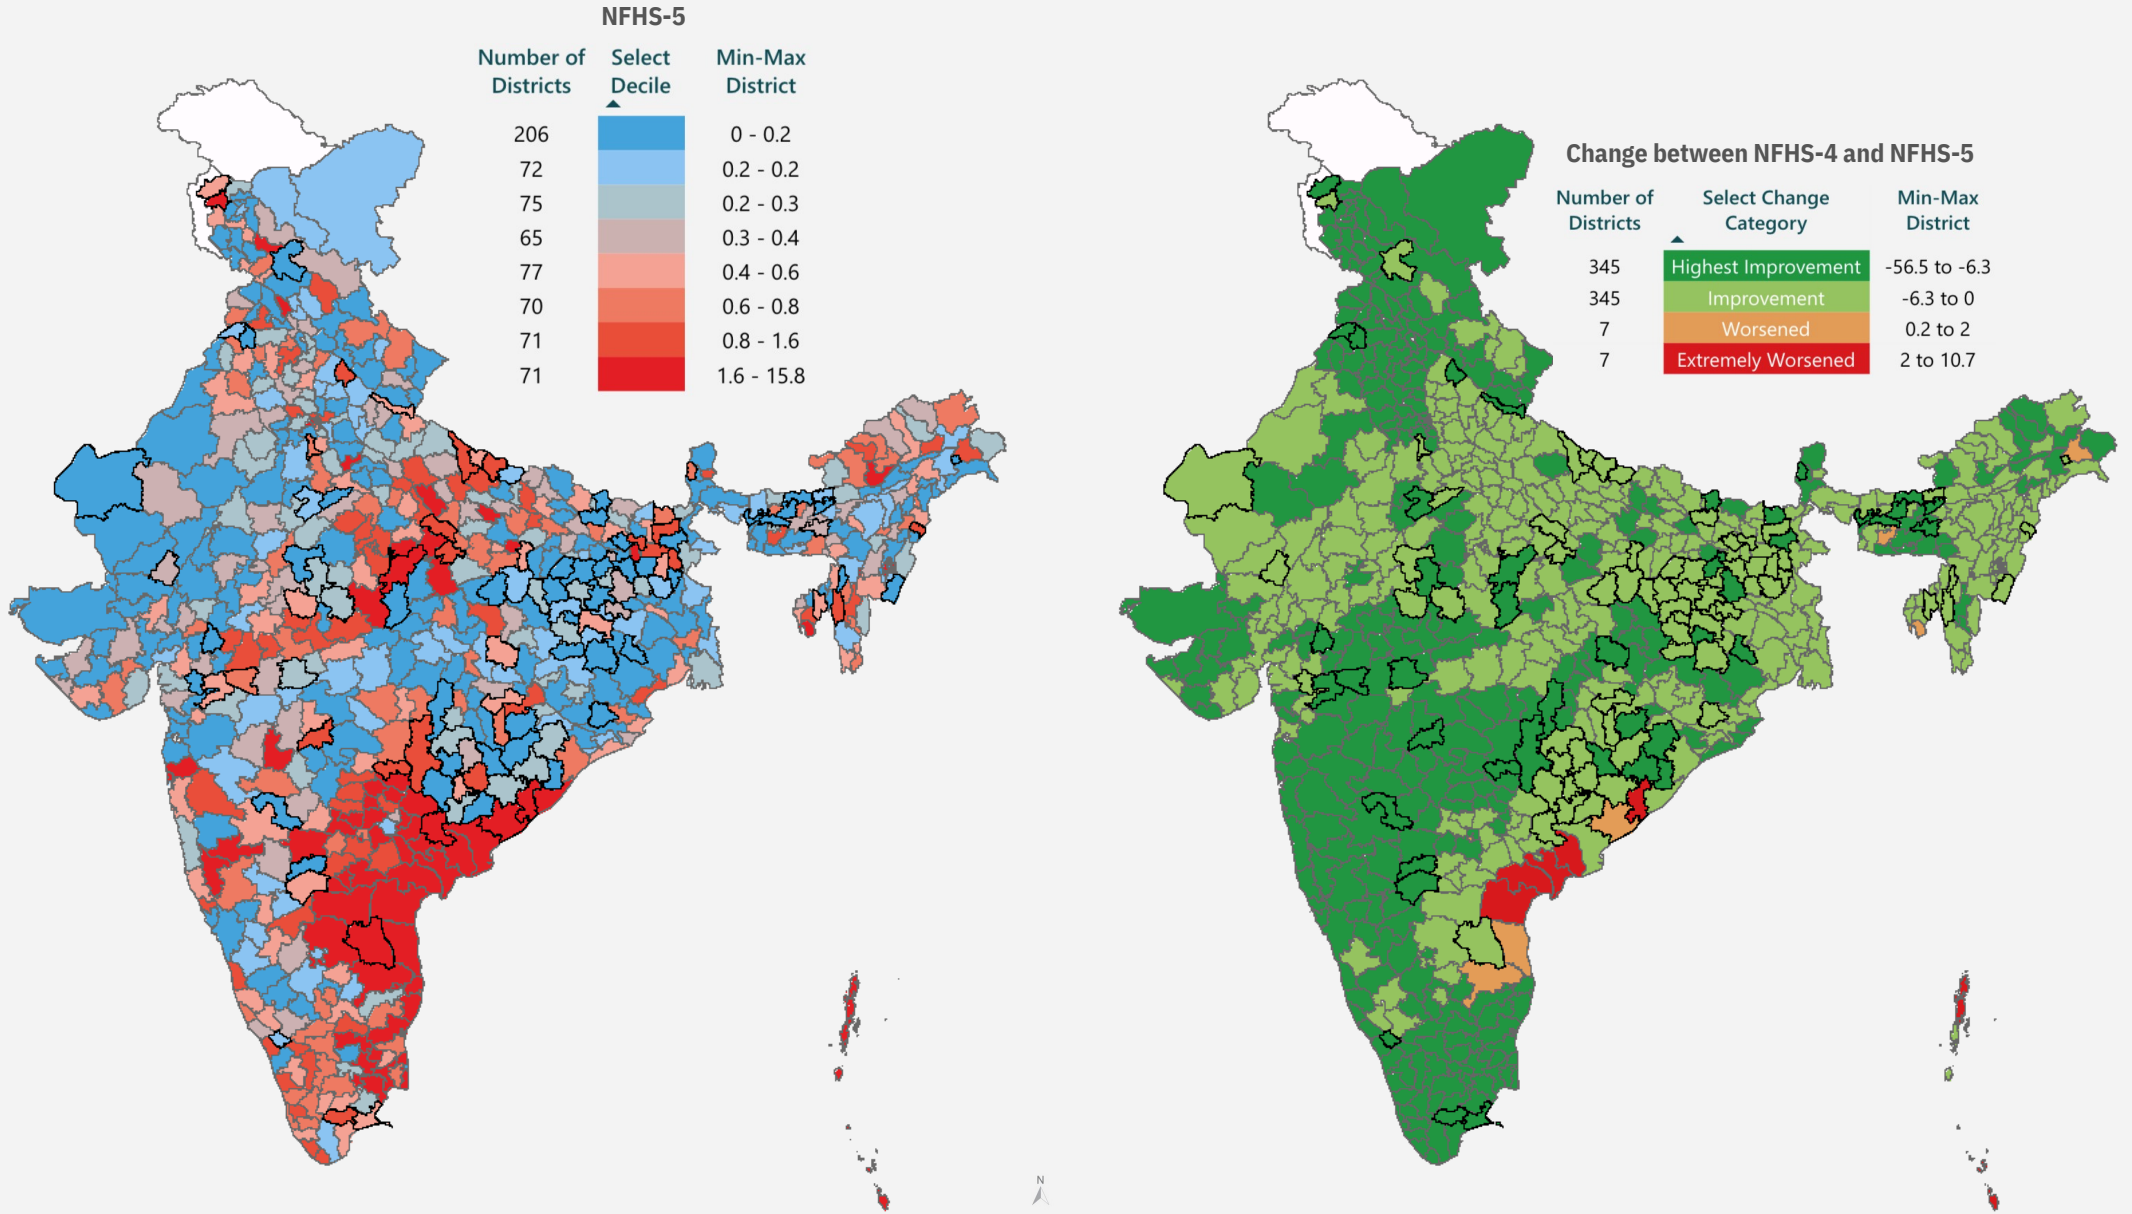 NFHS-5
Number of Districts Select Decile Min-Max District
206 0 - 0.2
72 0.2 - 0.2
75 0.2 - 0.3
65 0.3 - 0.4
77 0.4 - 0.6
70 0.6 - 0.8
71 0.8 - 1.6
71 1.6 - 15.8
Change between NFHS-4 and NFHS-5
Number of Districts Select Change Category Min-Max District
345 Highest Improvement -56.5 to -6.3
345 Improvement -6.3 to 0
7 Worsened 0.2 to 2
7 Extremely Worsened 2 to 10.7
N